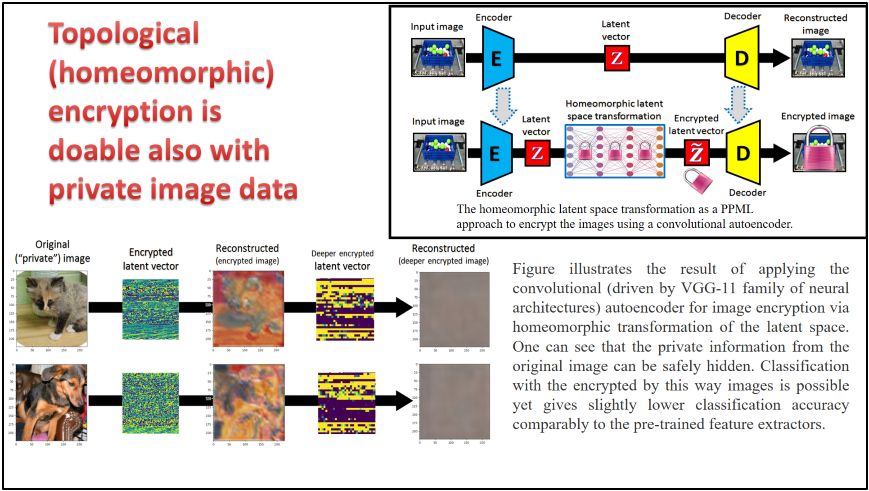 Topological
(homeomorphic)
encryption is
doable also with
private image data
Input image
Encoder
E
Latent
vector
Z
Decoder
D
Reconstructed
image
Input image
E
Encoder
Latent
vector
Z
Homeomorphic latent
space transformation
Encrypted
latent vector
Z̃
D
Decoder
Encrypted image
The homeomorphic latent space transformation as a PPML
approach to encrypt the images using a convolutional autoencoder.
Original
("private") image
Encrypted
latent vector
Reconstructed
(encrypted image)
Deeper encrypted
latent vector
Reconstructed
(deeper encrypted image)
Figure illustrates the result of applying the
convolutional (driven by VGG-11 family of neural
architectures) autoencoder for image encryption via
homeomorphic transformation of the latent space.
One can see that the private information from the
original image can be safely hidden. Classification
with the encrypted by this way images is possible
yet gives slightly lower classification accuracy
comparably to the pre-trained feature extractors.